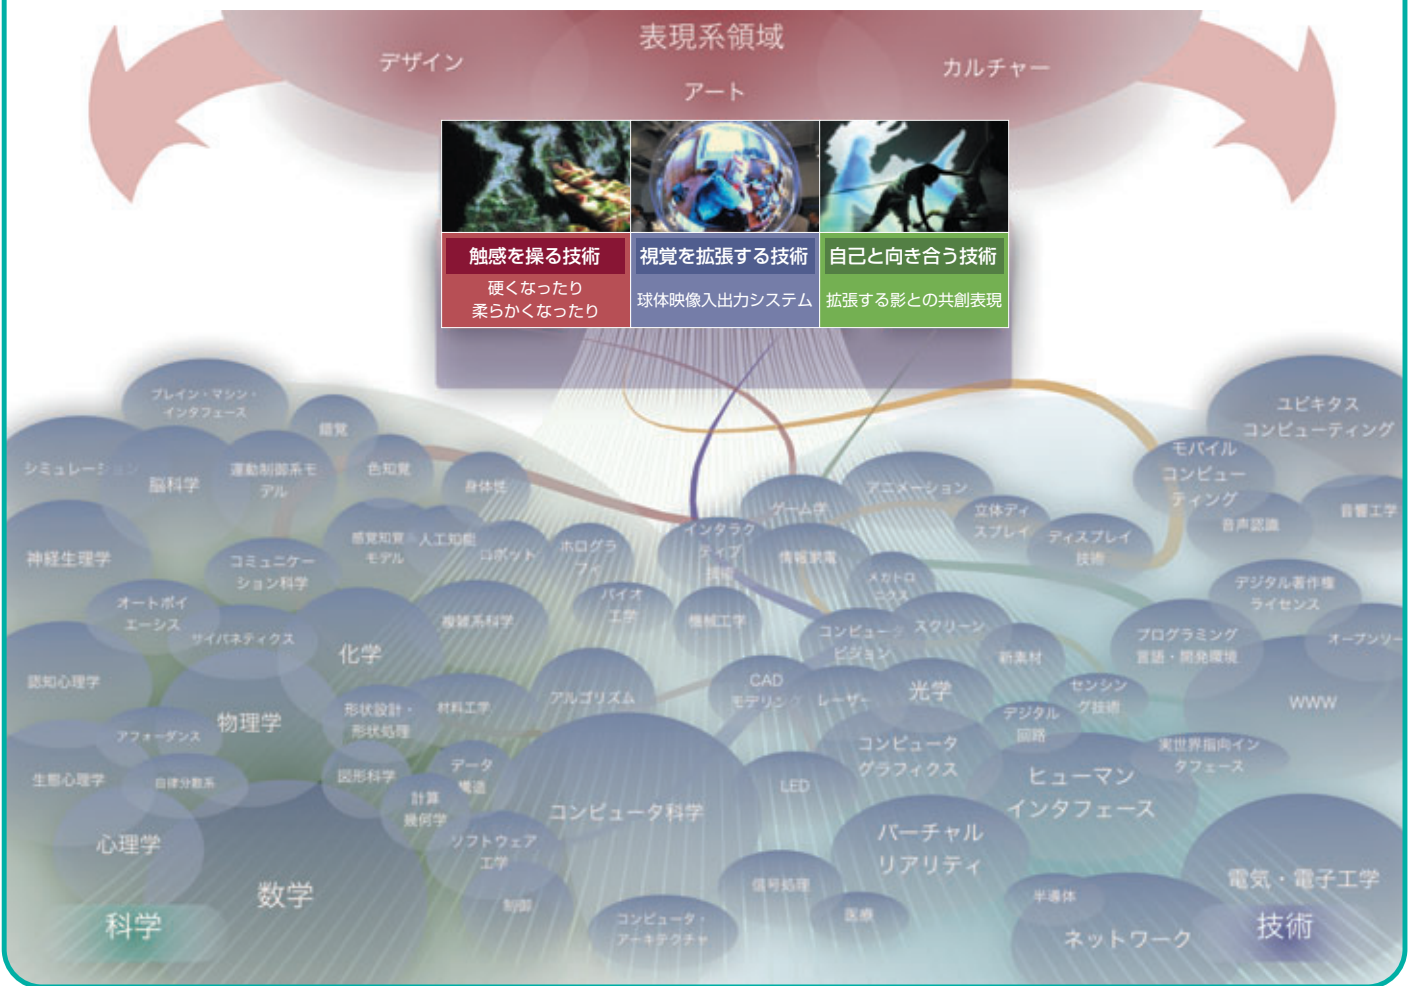 表現系領域
デザイン
カルチャー
アート
触感を操る技術
視覚を拡張する技術
自己と向き合う技術
硬くなったり
柔らかくなったり
球体映像入出力システム
拡張する影との共創表現
ブレイン・マシン・
インタフェース
錯覚
ユビキタス
コンピューティング
シミュレーション
脳科学
運動制御系モ
デル
色知覚
身体性
アニメーション
モバイル
コンピュー
ティング
ゲーム学
立体ディ
スプレイ
音声認識
音響工学
神経生理学
コミュニケー
ション科学
感覚知覚
モデル
人工知能
ロボット
ホログラ
フィ
インタラク
ティブ
技術
情報家電
ディスプレイ
技術
メカトロ
ニクス
デジタル著作権
ライセンス
オートポイ
エーシス
サイバネティクス
化学
複雑系科学
バイオ
工学
機械工学
コンピュータ
ビジョン
スクリーン
新素材
プログラミング
言語・開発環境
オープンソー
認知心理学
物理学
形状設計・
形状処理
材料工学
アルゴリズム
CAD
モデリング
レーザー
光学
センシン
グ技術
デジタル
回路
WWW
アフォーダンス
生態心理学
自律分散系
図形科学
データ
構造
計算
幾何学
コンピュータ科学
LED
コンピュータ
グラフィクス
ヒューマン
インタフェース
実世界指向イン
タフェース
心理学
数学
ソフトウェア
工学
制御
バーチャル
リアリティ
信号処理
医療
半導体
電気・電子工学
科学
コンピュータ・
アーキテクチャ
ネットワーク
技術